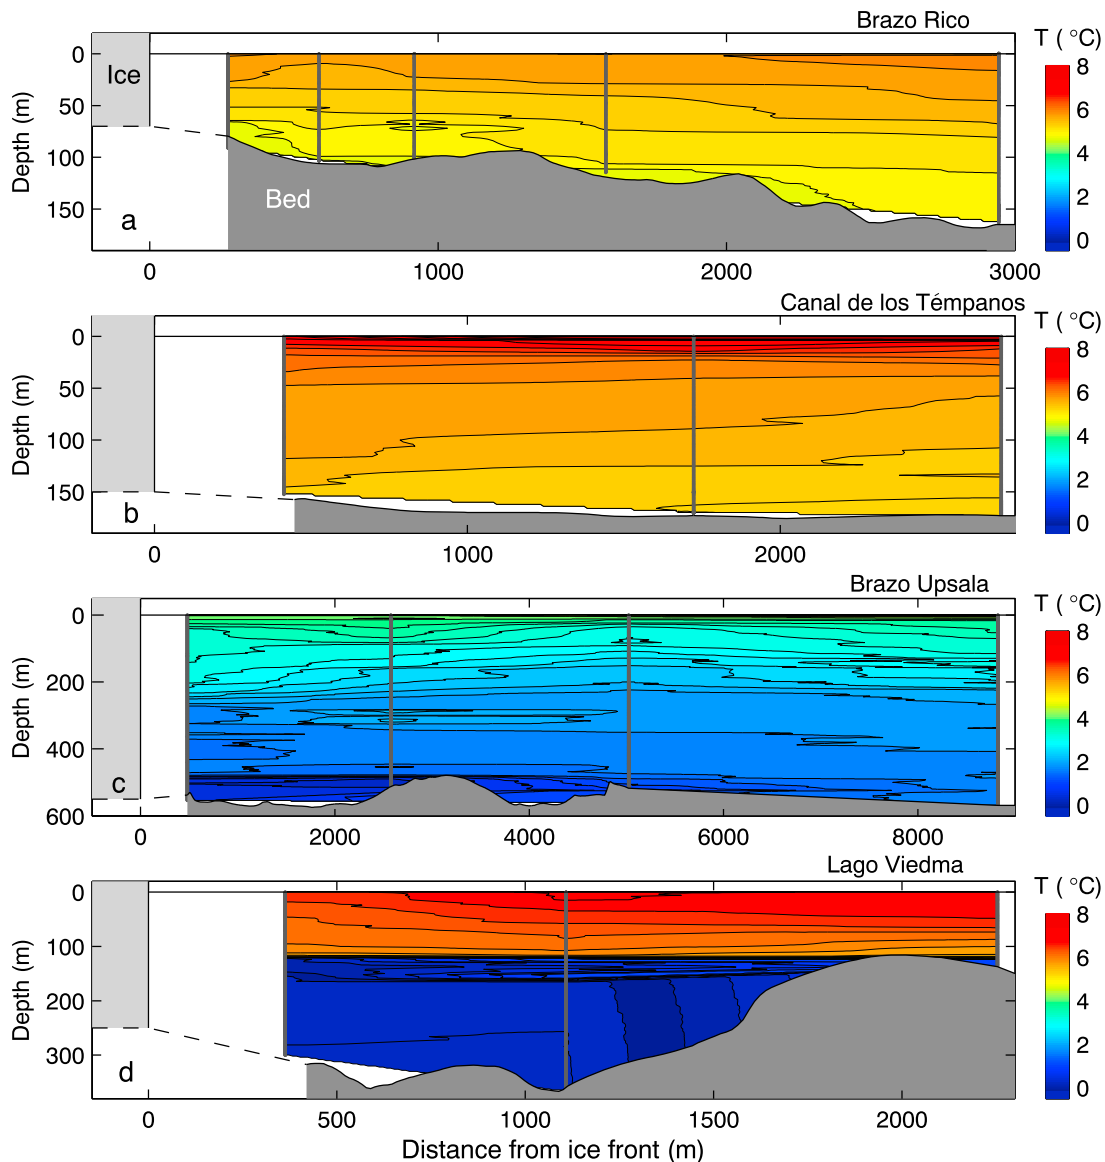 Brazo Rico
T ( °C)
Ice
Bed
a
Depth (m)
0
50
100
150
0
1000
2000
3000
8
6
4
2
0
Canal de los Témpanos
T ( °C)
b
Depth (m)
0
50
100
150
0
1000
2000
8
6
4
2
0
Brazo Upsala
T ( °C)
c
Depth (m)
0
200
400
600
0
2000
4000
6000
8000
8
6
4
2
0
Lago Viedma
T ( °C)
d
Depth (m)
0
100
200
300
0
500
1000
1500
2000
8
6
4
2
0
Distance from ice front (m)